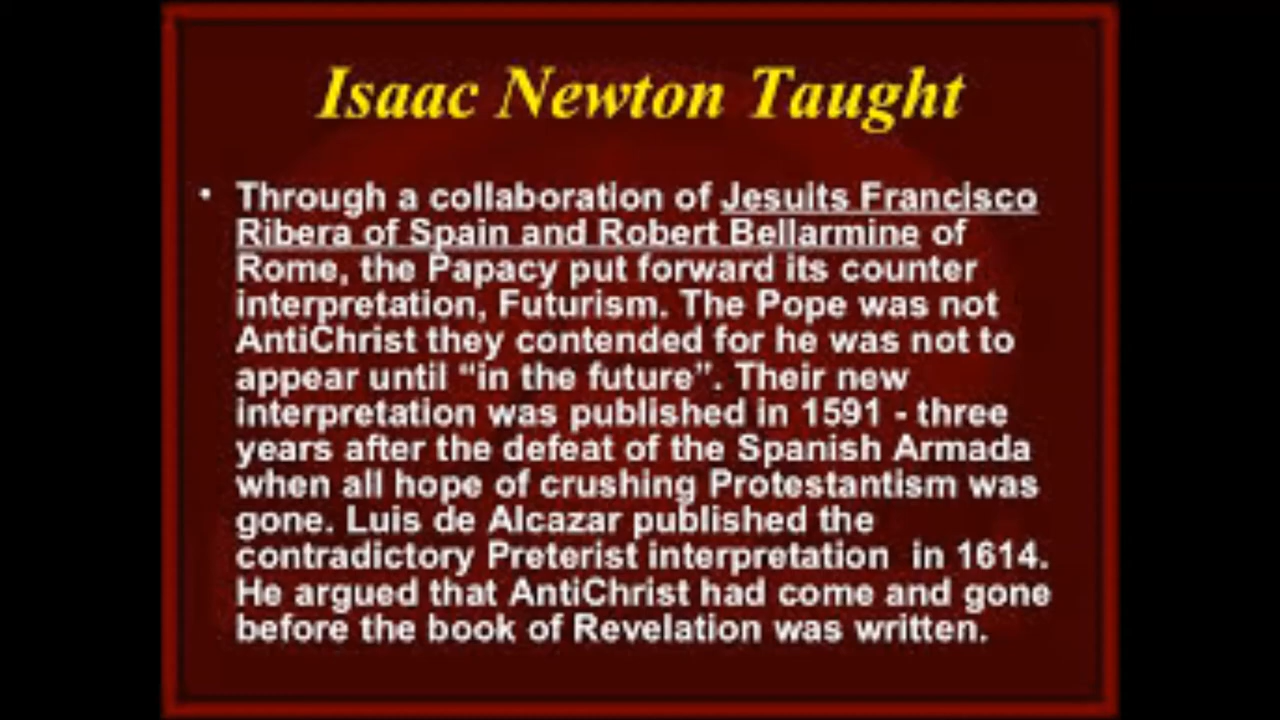 Isaac Newton Taught
• Through a collaboration of Jesuits Francisco
Ribera of Spain and Robert Bellarmine of
Rome, the Papacy put forward its counter
interpretation, Futurism. The Pope was not
AntiChrist they contended for he was not to
appear until “in the future”. Their new
interpretation was published in 1591 - three
years after the defeat of the Spanish Armada
when all hope of crushing Protestantism was
gone. Luis de Alcazar published the
contradictory Preterist interpretation  in 1614.
He argued that AntiChrist had come and gone
before the book of Revelation was written.